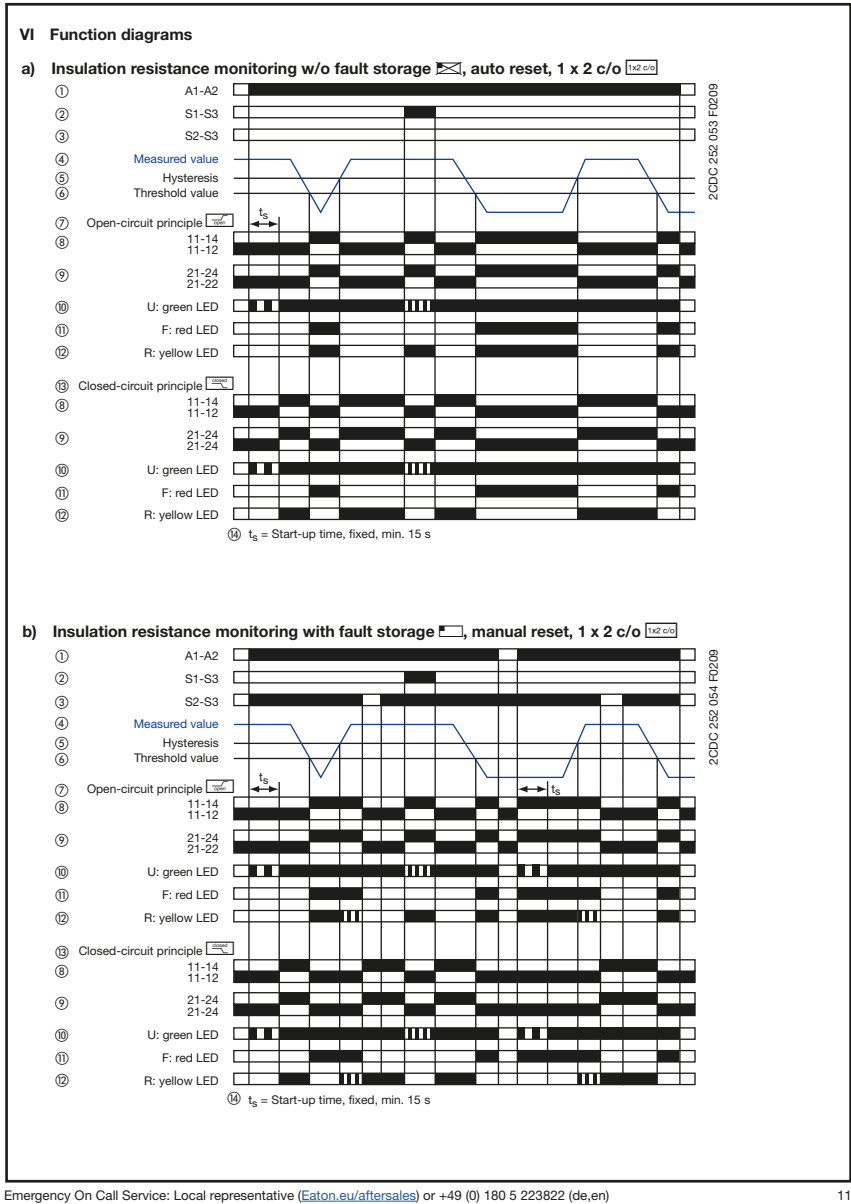 VI Function diagrams
a) Insulation resistance monitoring w/o fault storage , auto reset, 1 x 2 c/o 1x2 c/o
① A1-A2
② S1-S3
③ S2-S3
④ Measured value
⑤ Hysteresis
⑥ Threshold value
⑦ Open-circuit principle open
ts
⑧ 11-14
11-12
⑨ 21-24
21-22
⑩ U: green LED
⑪ F: red LED
⑫ R: yellow LED
⑬ Closed-circuit principle closed
⑧ 11-14
11-12
⑨ 21-24
21-24
⑩ U: green LED
⑪ F: red LED
⑫ R: yellow LED
⑭ ts = Start-up time, fixed, min. 15 s
2CDC 252 053 F0209
b) Insulation resistance monitoring with fault storage , manual reset, 1 x 2 c/o 1x2 c/o
① A1-A2
② S1-S3
③ S2-S3
④ Measured value
⑤ Hysteresis
⑥ Threshold value
⑦ Open-circuit principle open
ts
ts
⑧ 11-14
11-12
⑨ 21-24
21-22
⑩ U: green LED
⑪ F: red LED
⑫ R: yellow LED
⑬ Closed-circuit principle closed
⑧ 11-14
11-12
⑨ 21-24
21-24
⑩ U: green LED
⑪ F: red LED
⑫ R: yellow LED
⑭ ts = Start-up time, fixed, min. 15 s
2CDC 252 054 F0209
Emergency On Call Service: Local representative (Eaton.eu/aftersales) or +49 (0) 180 5 223822 (de,en) 11